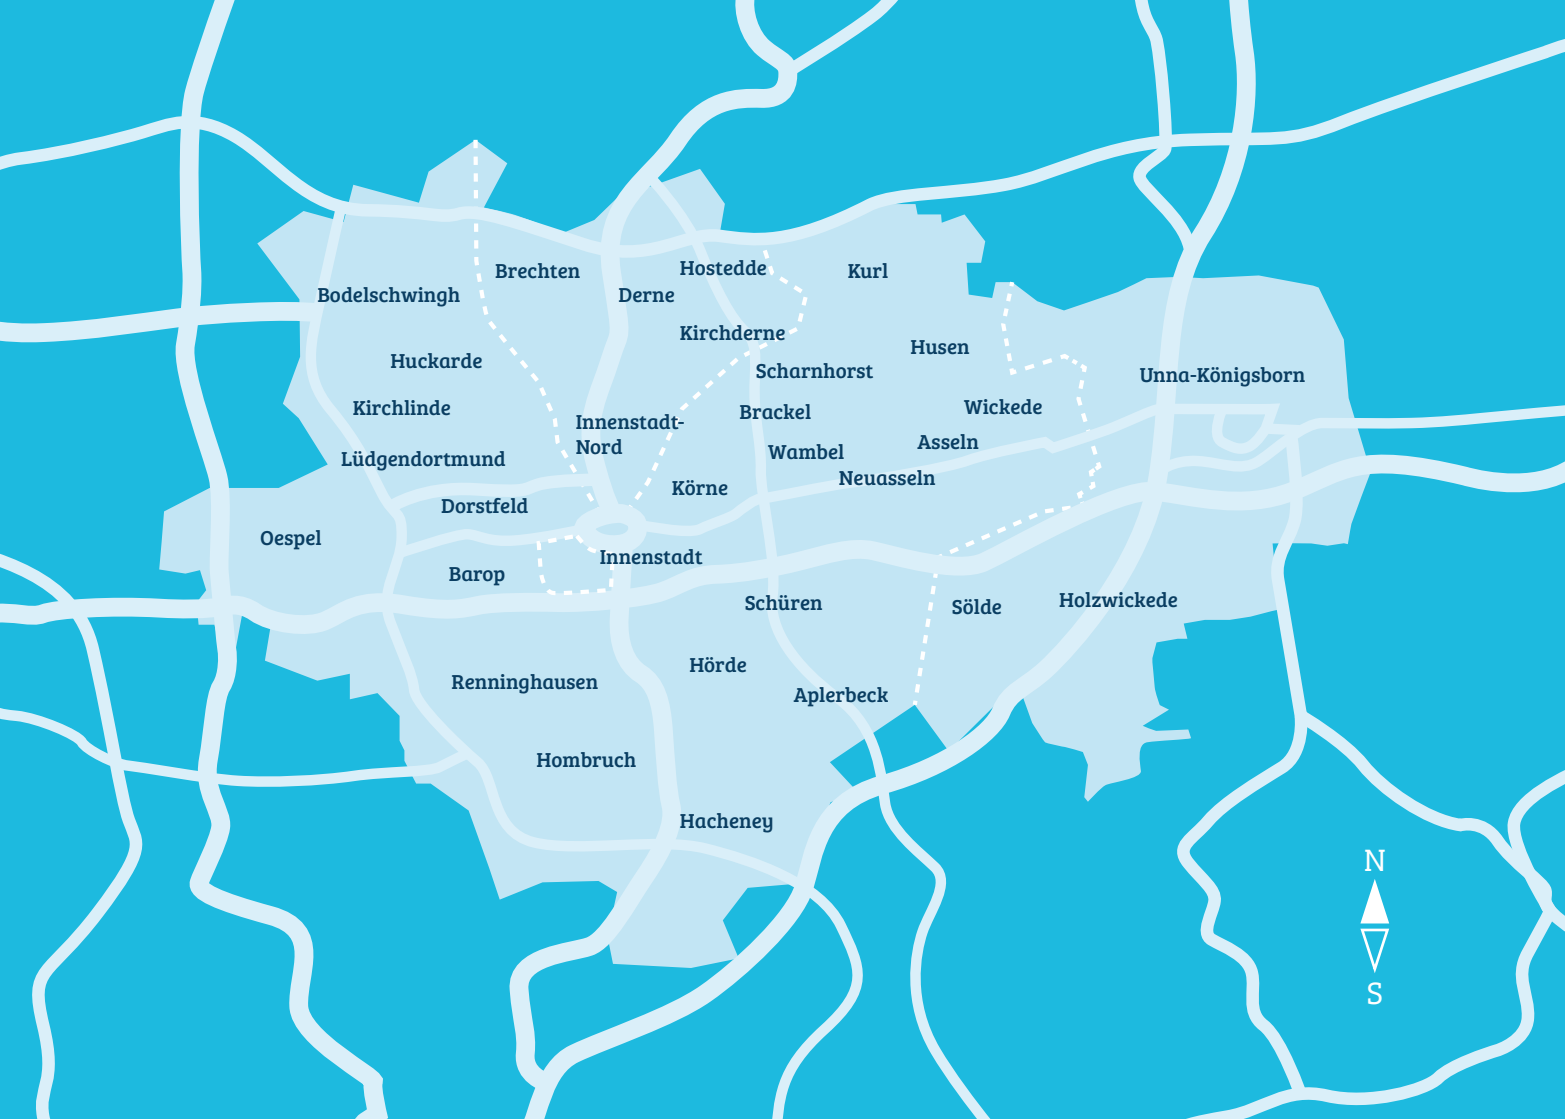 Hostedde
Brechten
Kurl
Bodelschwingh
Derne
Kirchderne
Husen
Huckarde
Scharnhorst
Unna-Königsborn
Kirchlinde
Wickede
Brackel
Innenstadt-
Nord
Asseln
Wambel
Lüdgendortmund
Neuasseln
Körne
Dorstfeld
Oespel
Innenstadt
Barop
Holzwickede
Schüren
Sölde
Hörde
Renninghausen
Aplerbeck
Hombruch
Hacheney
N
S